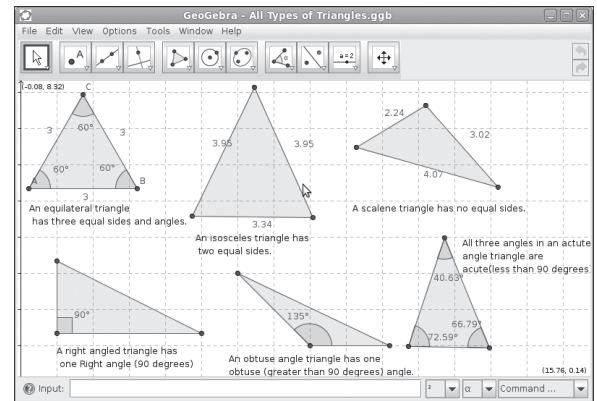 GeoGebra - All Types of Triangles.ggb
File Edit View Options Tools Window Help
A
α
a=2
(-0.08, 8.32)
C
60°
3
3
60°
60°
A
B
3
An equilateral triangle
has three equal sides and angles.
3.95
3.95
3.34
An isosceles triangle has
two equal sides.
2.24
3.02
4.07
A scalene triangle has no equal sides.
90°
A right angled triangle has
one Right angle (90 degrees)
135°
An obtuse angle triangle has one
obtuse (greater than 90 degrees) angle.
All three angles in an actute
angle triangle are
acute(less than 90 degrees)
40.63°
66.79°
72.59°
(15.76, 0.14)
Input:
²
α
Command ...